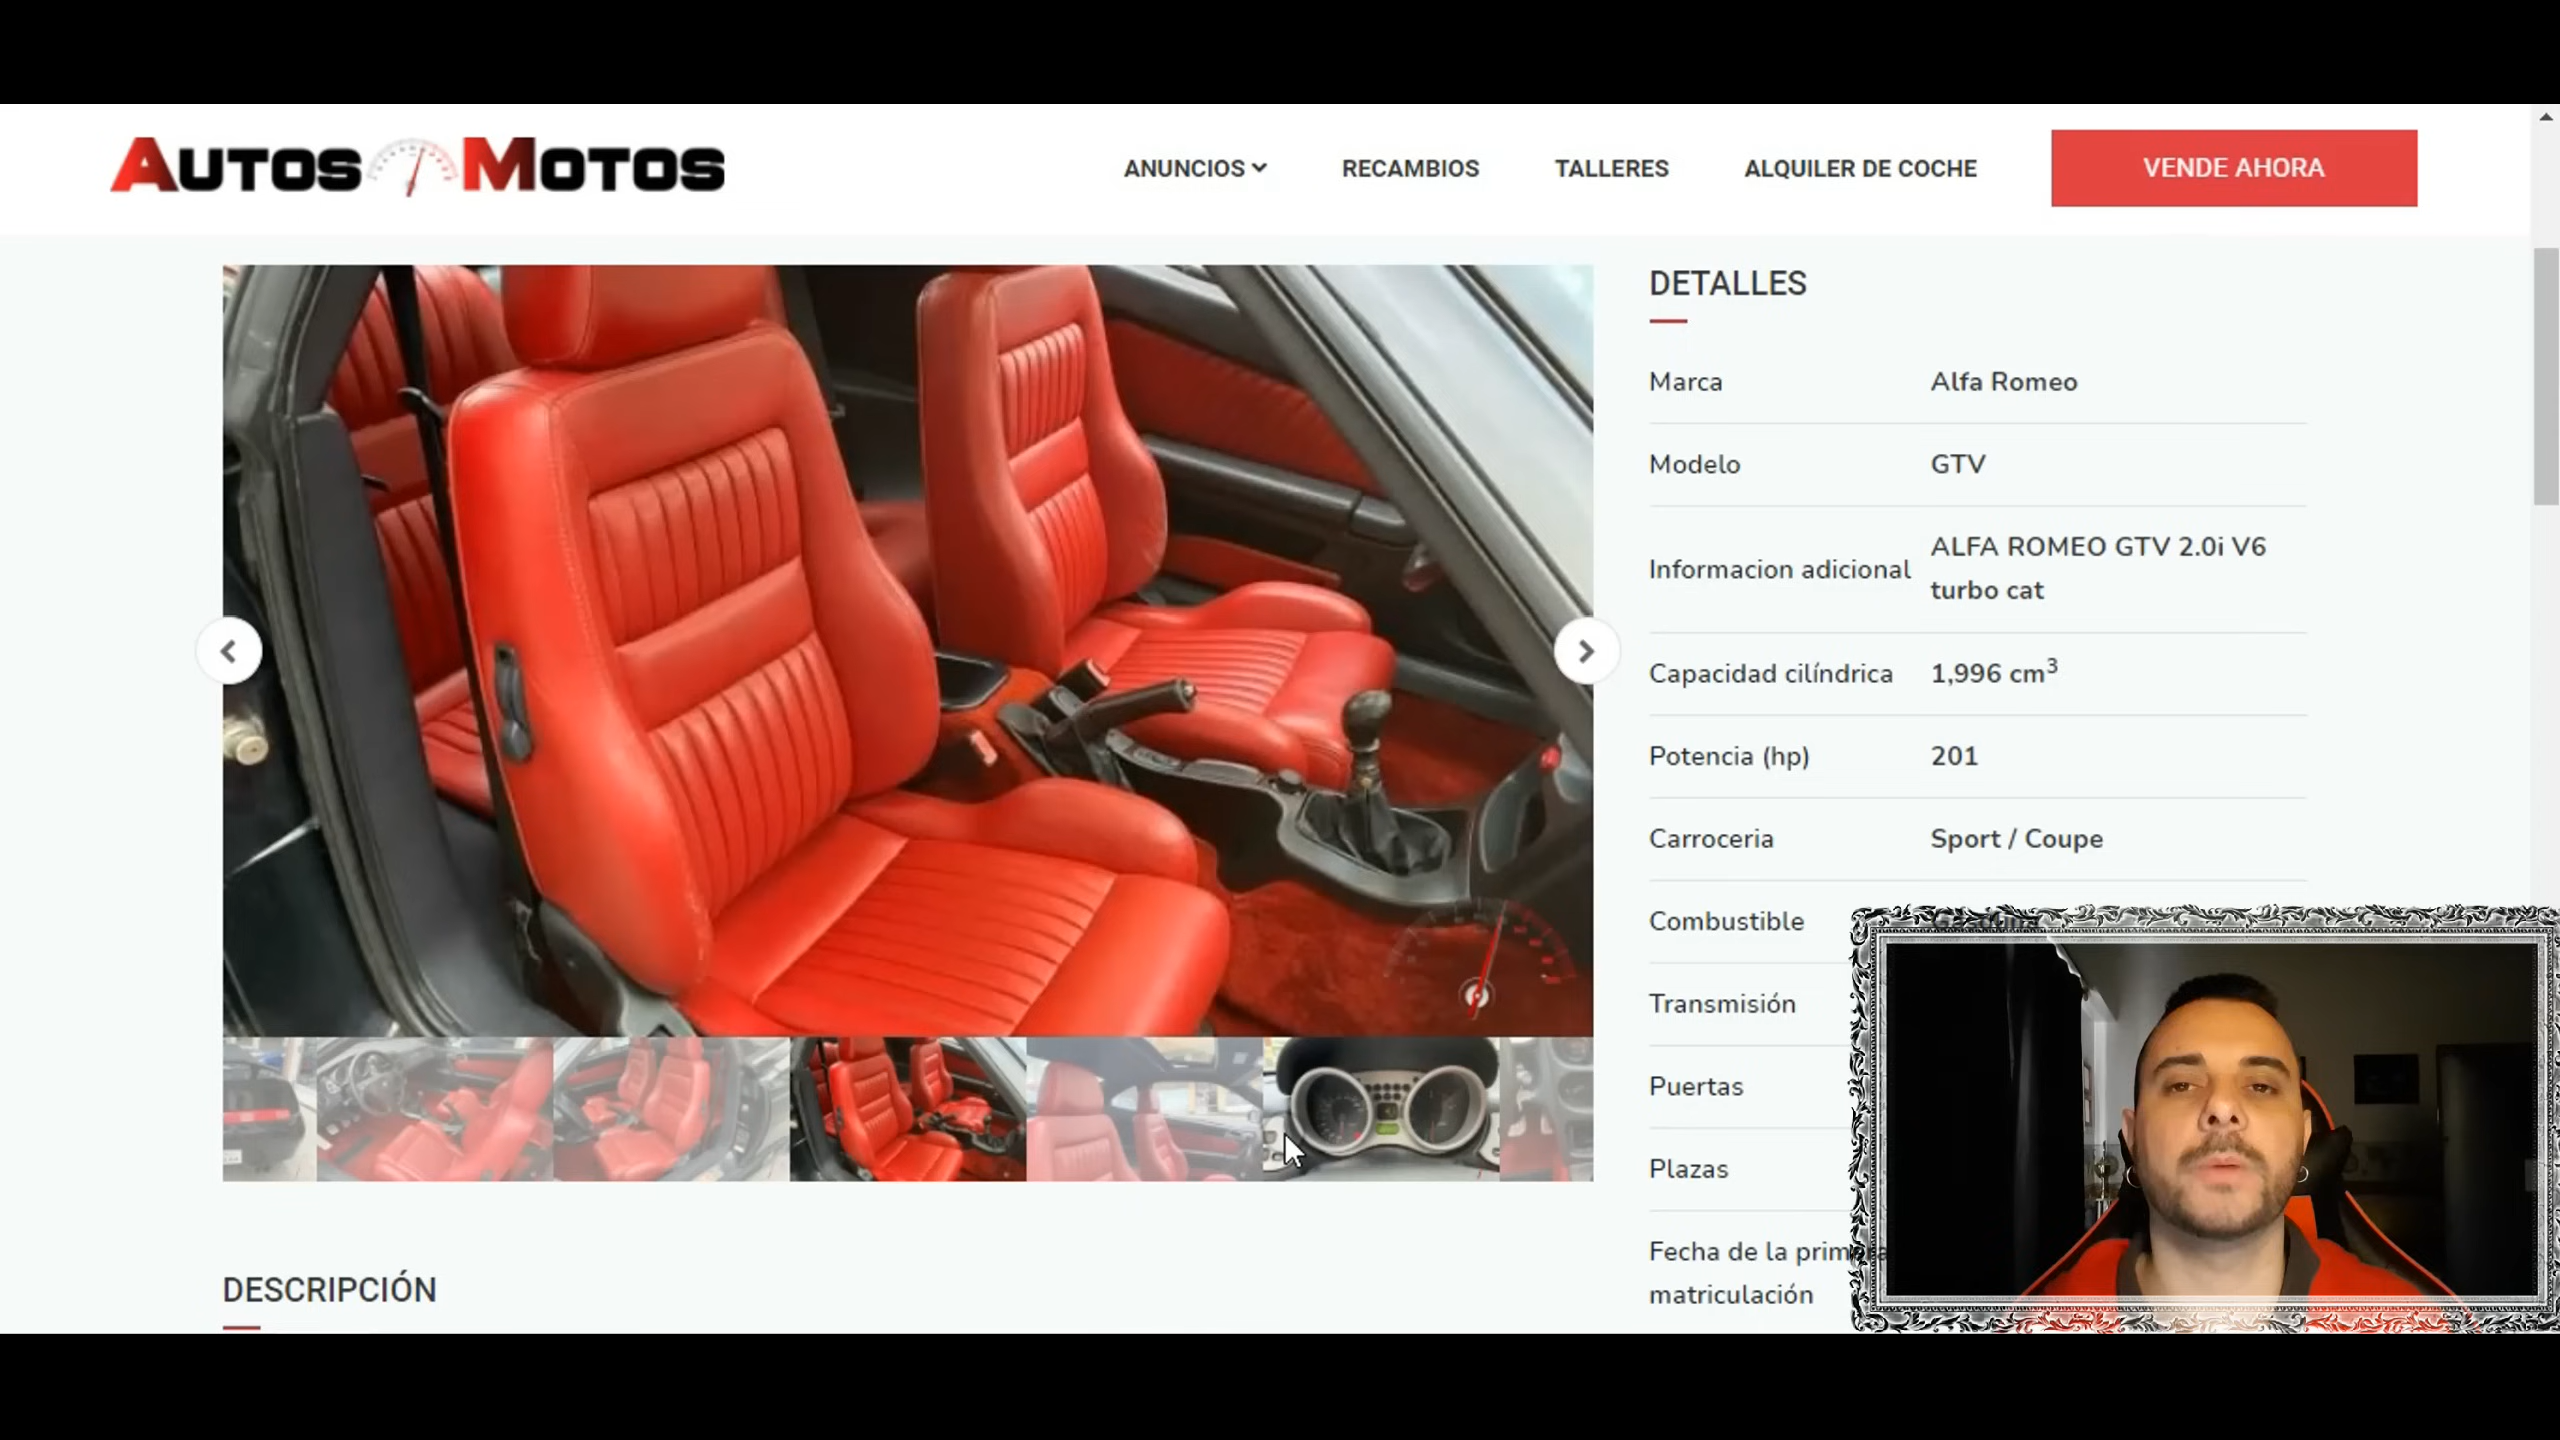 AUTOS MOTOS
ANUNCIOS
RECAMBIOS
TALLERES
ALQUILER DE COCHE
VENDE AHORA
DETALLES
Marca Alfa Romeo
Modelo GTV
Informacion adicional ALFA ROMEO GTV 2.0i V6
turbo cat
Capacidad cilíndrica 1,996 cm³
Potencia (hp) 201
Carroceria Sport / Coupe
Combustible
Transmisión
Puertas
Plazas
Fecha de la primera
matriculación
DESCRIPCIÓN